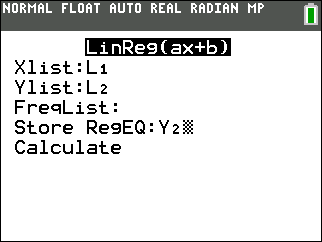 NORMAL FLOAT AUTO REAL RADIAN MP
LinReg(ax+b)
Xlist:L1
Ylist:L2
FreqList:
Store RegEQ:Y2
Calculate